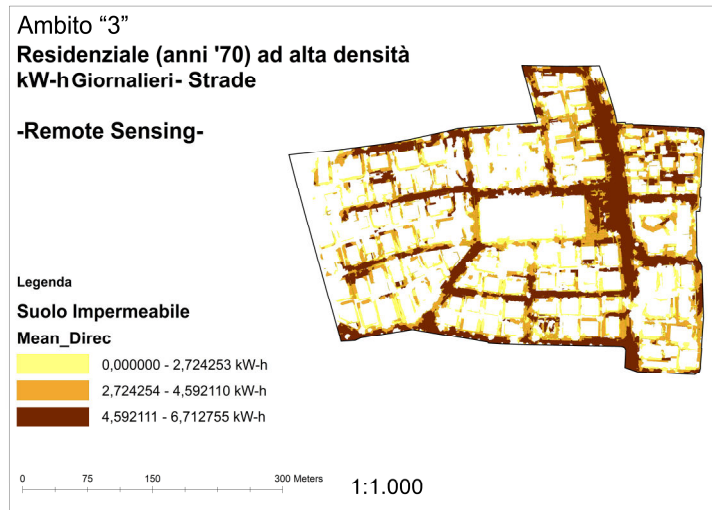 Ambito “3”
Residenziale (anni '70) ad alta densità
kW-h Giornalieri- Strade
-Remote Sensing-
Legenda
Suolo Impermeabile
Mean_Direc
0,000000 - 2,724253 kW-h
2,724254 - 4,592110 kW-h
4,592111 - 6,712755 kW-h
0 75 150 300 Meters
1:1.000